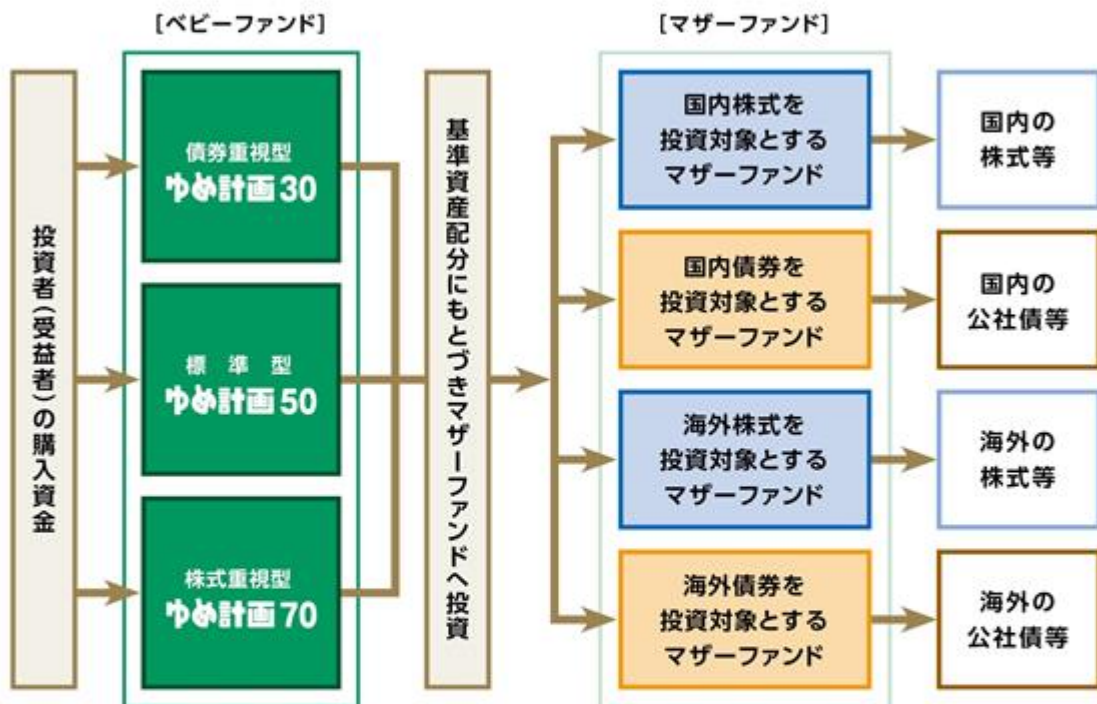 [ベビーファンド]
[マザーファンド]
投資者(受益者)の購入資金
債券重視型
ゆめ計画30
標準型
ゆめ計画50
株式重視型
ゆめ計画70
基準資産配分にもとづきマザーファンドへ投資
国内株式を
投資対象とする
マザーファンド
国内の
株式等
国内債券を
投資対象とする
マザーファンド
国内の
公社債等
海外株式を
投資対象とする
マザーファンド
海外の
株式等
海外債券を
投資対象とする
マザーファンド
海外の
公社債等